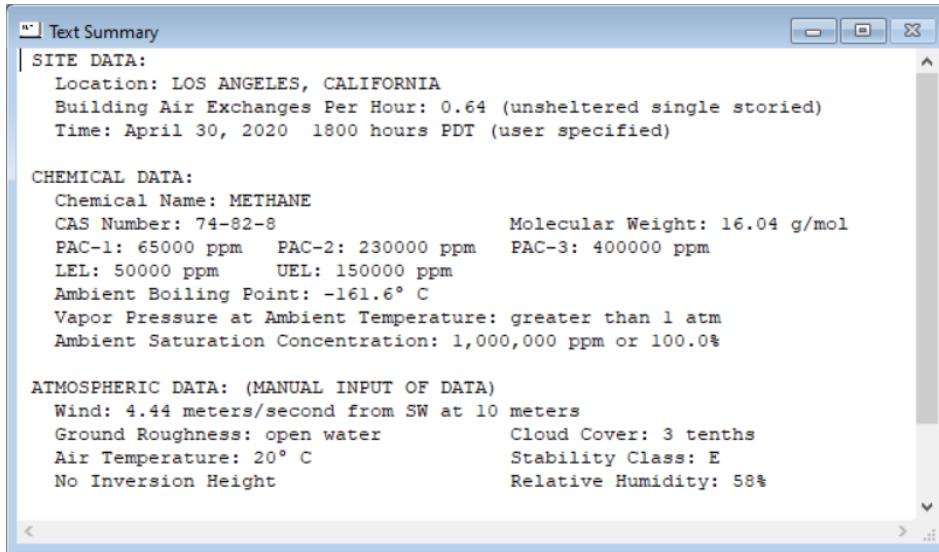 Text Summary
SITE DATA:
Location: LOS ANGELES, CALIFORNIA
Building Air Exchanges Per Hour: 0.64 (unsheltered single storied)
Time: April 30, 2020  1800 hours PDT (user specified)
CHEMICAL DATA:
Chemical Name: METHANE
CAS Number: 74-82-8 Molecular Weight: 16.04 g/mol
PAC-1: 65000 ppm PAC-2: 230000 ppm PAC-3: 400000 ppm
LEL: 50000 ppm UEL: 150000 ppm
Ambient Boiling Point: -161.6° C
Vapor Pressure at Ambient Temperature: greater than 1 atm
Ambient Saturation Concentration: 1,000,000 ppm or 100.0%
ATMOSPHERIC DATA: (MANUAL INPUT OF DATA)
Wind: 4.44 meters/second from SW at 10 meters
Ground Roughness: open water Cloud Cover: 3 tenths
Air Temperature: 20° C Stability Class: E
No Inversion Height Relative Humidity: 58%